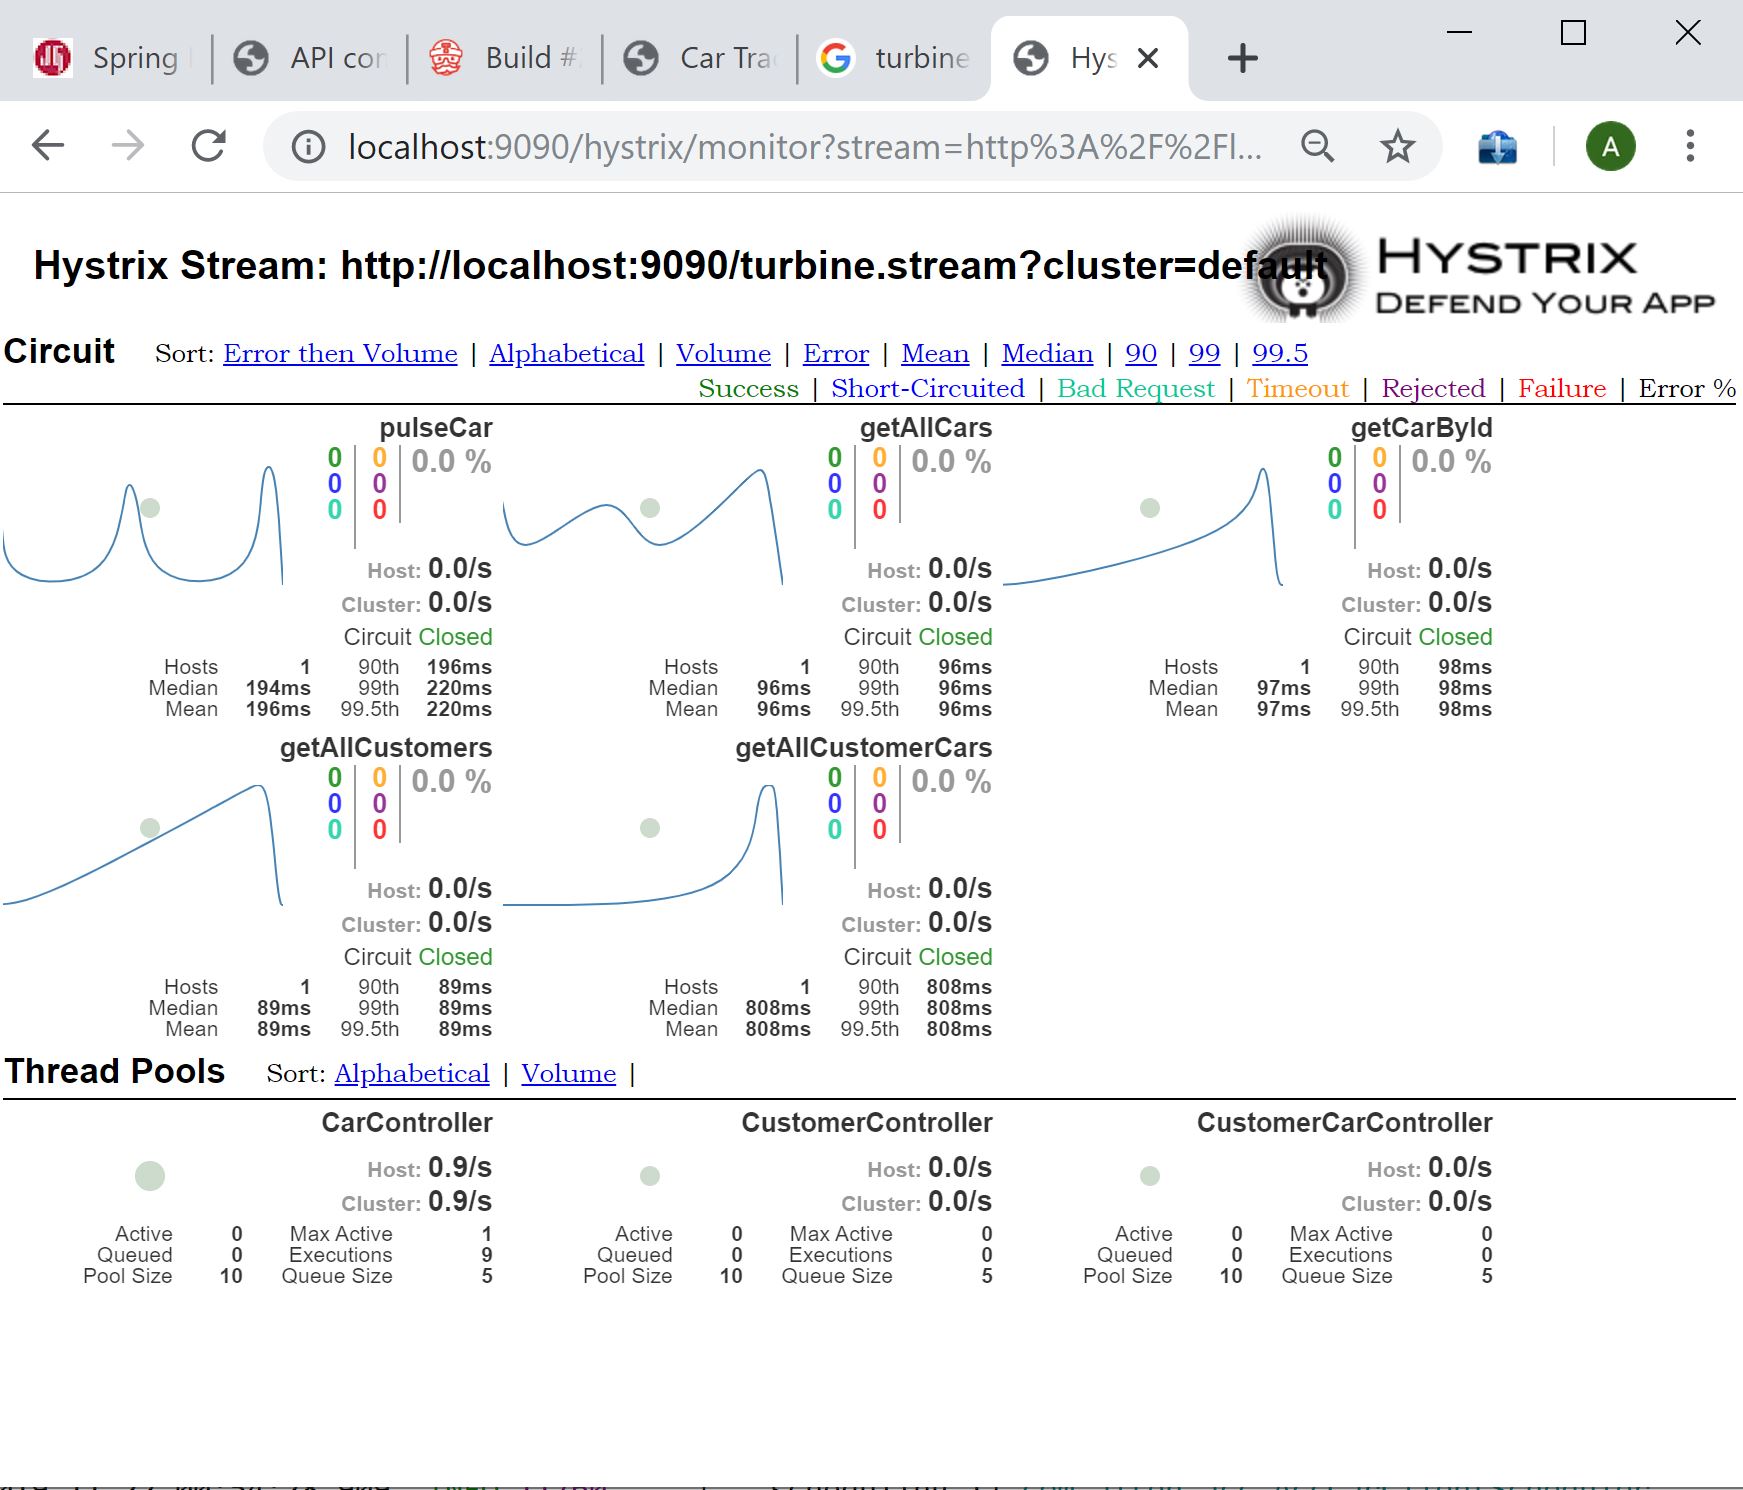 Spring
API con
Build #
Car Tra
turbine
Hys
localhost:9090/hystrix/monitor?stream=http%3A%2F%2Fl...
A
Hystrix Stream: http://localhost:9090/turbine.stream?cluster=default
HYSTRIX
DEFEND YOUR APP
Circuit Sort: Error then Volume | Alphabetical | Volume | Error | Mean | Median | 90 | 99 | 99.5
Success | Short-Circuited | Bad Request | Timeout | Rejected | Failure | Error %
pulseCar getAllCars getCarById
0 0 0.0 % 0 0 0.0 % 0 0 0.0 %
0 0 0 0 0 0
0 0 0 0 0 0
Host: 0.0/s Host: 0.0/s Host: 0.0/s
Cluster: 0.0/s Cluster: 0.0/s Cluster: 0.0/s
Circuit Closed Circuit Closed Circuit Closed
Hosts 1 90th 196ms Hosts 1 90th 96ms Hosts 1 90th 98ms
Median 194ms 99th 220ms Median 96ms 99th 96ms Median 97ms 99th 98ms
Mean 196ms 99.5th 220ms Mean 96ms 99.5th 96ms Mean 97ms 99.5th 98ms
getAllCustomers getAllCustomerCars
0 0 0.0 % 0 0 0.0 %
0 0 0 0
0 0 0 0
Host: 0.0/s Host: 0.0/s
Cluster: 0.0/s Cluster: 0.0/s
Circuit Closed Circuit Closed
Hosts 1 90th 89ms Hosts 1 90th 808ms
Median 89ms 99th 89ms Median 808ms 99th 808ms
Mean 89ms 99.5th 89ms Mean 808ms 99.5th 808ms
Thread Pools Sort: Alphabetical | Volume |
CarController CustomerController CustomerCarController
Host: 0.9/s Host: 0.0/s Host: 0.0/s
Cluster: 0.9/s Cluster: 0.0/s Cluster: 0.0/s
Active 0 Max Active 1 Active 0 Max Active 0 Active 0 Max Active 0
Queued 0 Executions 9 Queued 0 Executions 0 Queued 0 Executions 0
Pool Size 10 Queue Size 5 Pool Size 10 Queue Size 5 Pool Size 10 Queue Size 5